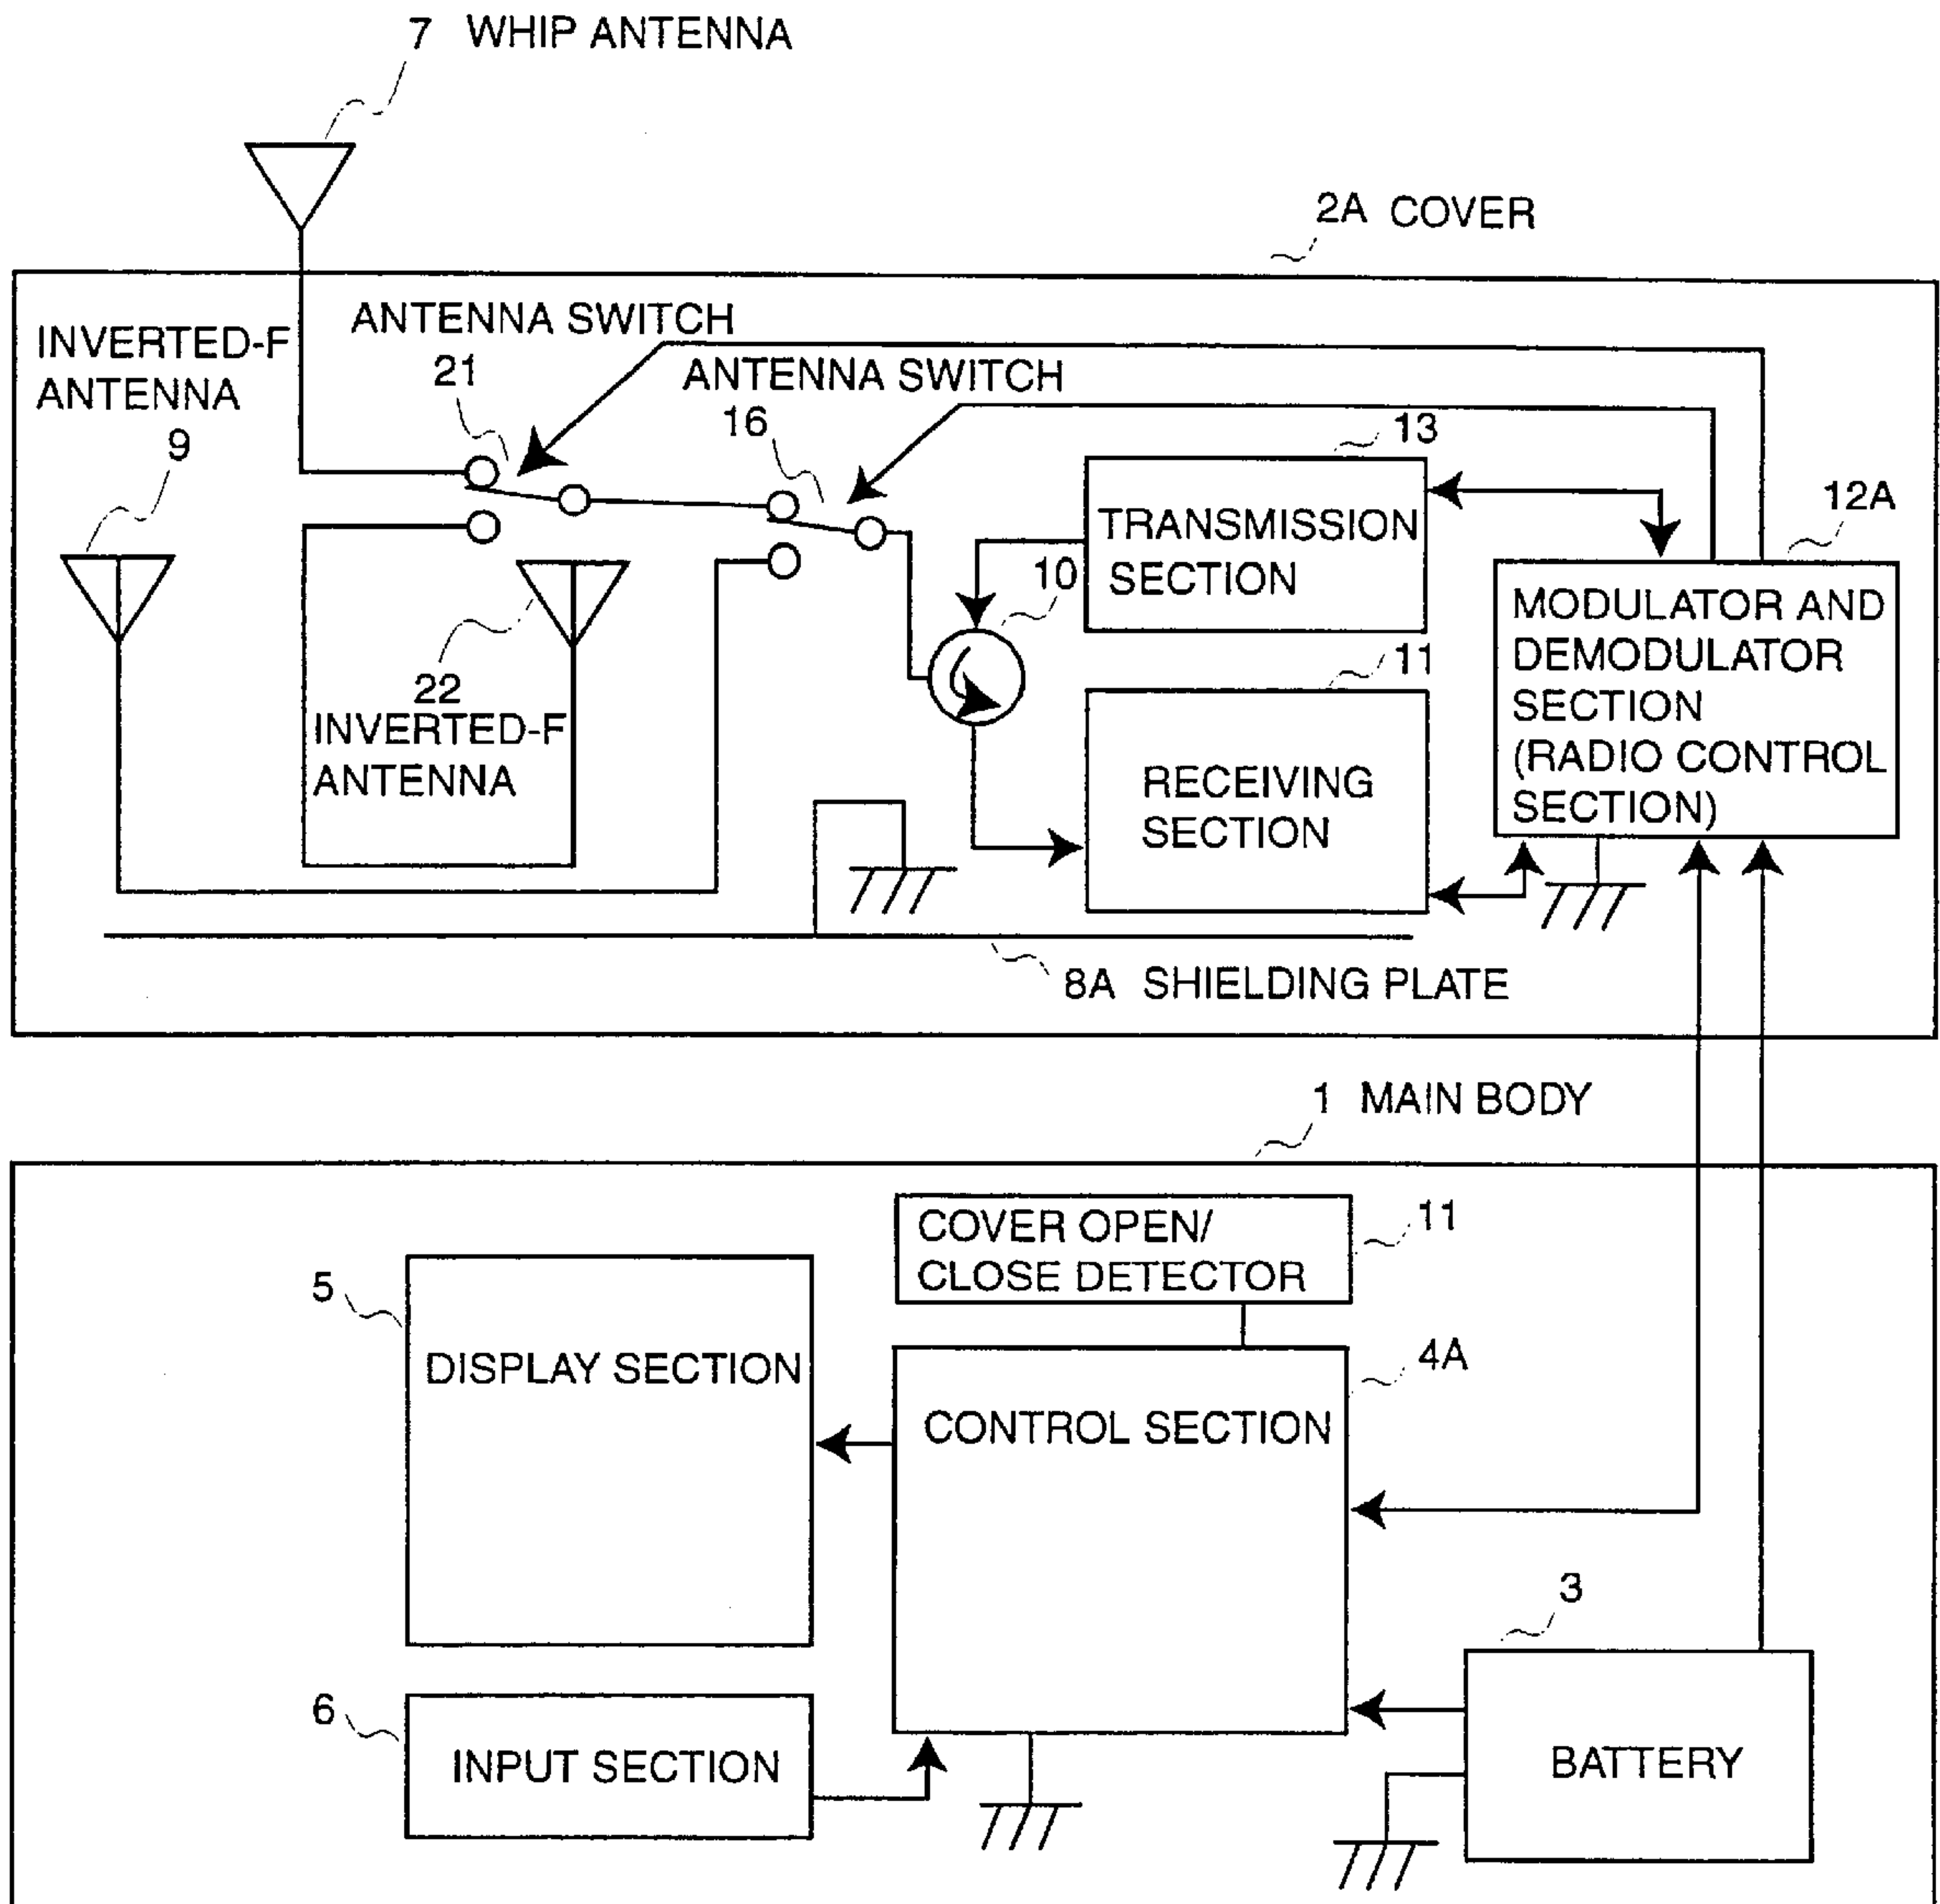 7 WHIP ANTENNA
2A COVER
INVERTED-F
ANTENNA
9
ANTENNA SWITCH
21
ANTENNA SWITCH
16
13
12A
TRANSMISSION
SECTION
10
MODULATOR AND
DEMODULATOR
SECTION
(RADIO CONTROL
SECTION)
22
INVERTED-F
ANTENNA
11
RECEIVING
SECTION
8A SHIELDING PLATE
1 MAIN BODY
COVER OPEN/
CLOSE DETECTOR
11
5
DISPLAY SECTION
4A
CONTROL SECTION
3
BATTERY
6
INPUT SECTION